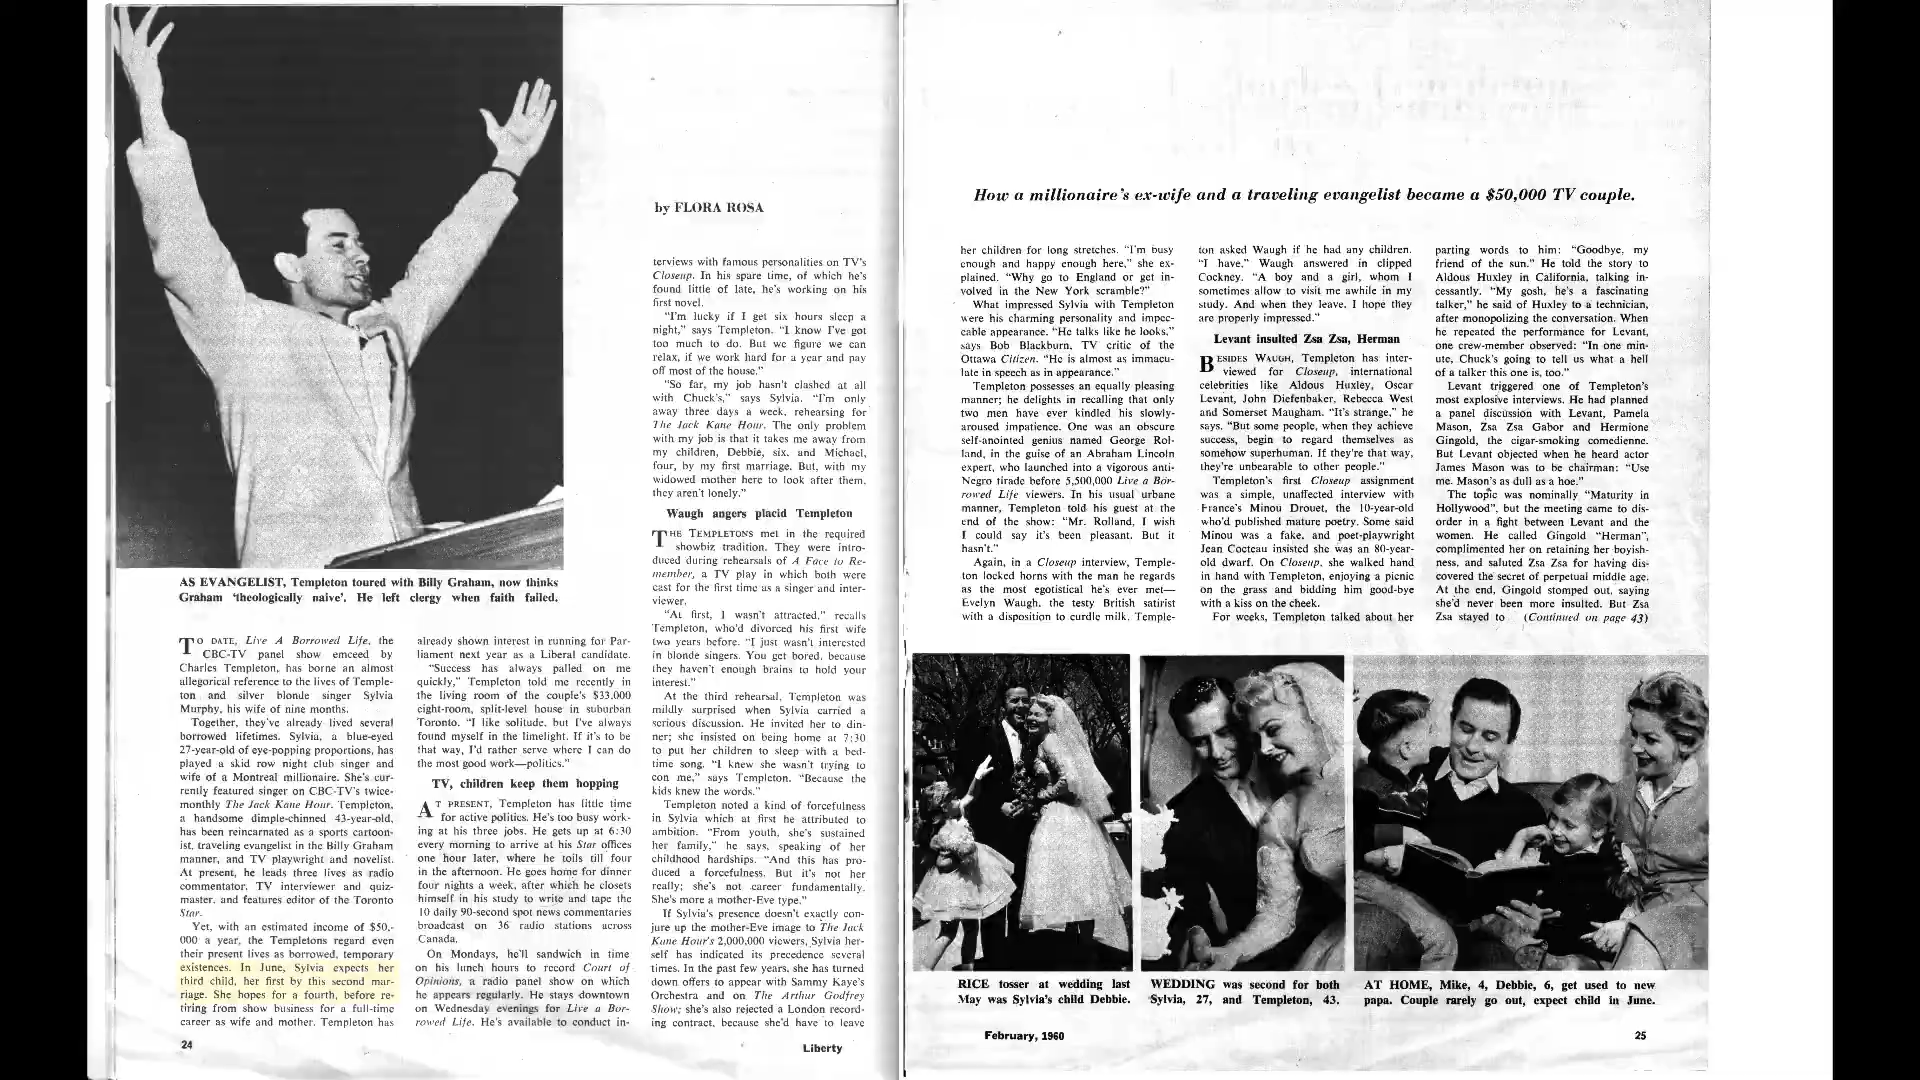 AS EVANGELIST, Templeton toured with Billy Graham, now thinks
Graham ‘theologically naive’. He left clergy when faith failed.
TO DATE, Live A Borrowed Life, the
CBC-TV panel show emceed by
Charles Templeton, has borne an almost
allegorical reference to the lives of Temple-
ton and silver blonde singer Sylvia
Murphy, his wife of nine months.
Together, they've already lived several
borrowed lifetimes. Sylvia, a blue-eyed
27-year-old of eye-popping proportions, has
played a skid row night club singer and
wife of a Montreal millionaire. She's cur-
rently featured singer on CBC-TV's twice-
monthly The Jack Kane Hour. Templeton,
a handsome dimple-chinned 43-year-old,
has been reincarnated as a sports cartoon-
ist, traveling evangelist in the Billy Graham
manner, and TV playwright and novelist.
At present, he leads three lives as radio
commentator, TV interviewer and quiz-
master, and features editor of the Toronto
Star.
Yet, with an estimated income of $50,-
000 a year, the Templetons regard even
their present lives as borrowed, temporary
existences. In June, Sylvia expects her
third child, her first by this second mar-
riage. She hopes for a fourth, before re-
tiring from show business for a full-time
career as wife and mother. Templeton has
24
already shown interest in running for Par-
liament next year as a Liberal candidate.
"Success has always palled on me
quickly," Templeton told me recently in
the living room of the couple's $33,000
eight-room, split-level house in suburban
Toronto. "I like solitude, but I've always
found myself in the limelight. If it's to be
that way, I'd rather serve where I can do
the most good work—politics."
TV, children keep them hopping
AT PRESENT, Templeton has little time
for active politics. He's too busy work-
ing at his three jobs. He gets up at 6:30
every morning to arrive at his Star offices
one hour later, where he toils till four
in the afternoon. He goes home for dinner
four nights a week, after which he closets
himself in his study to write and tape the
10 daily 90-second spot news commentaries
broadcast on 36 radio stations across
Canada.
On Mondays, he'll sandwich in time
on his lunch hours to record Court of
Opinions, a radio panel show on which
he appears regularly. He stays downtown
on Wednesday evenings for Live a Bor-
rowed Life. He's available to conduct in-
by FLORA ROSA
terviews with famous personalities on TV's
Closeup. In his spare time, of which he's
found little of late, he's working on his
first novel.
"I'm lucky if I get six hours sleep a
night," says Templeton. "I know I've got
too much to do. But we figure we can
relax, if we work hard for a year and pay
off most of the house."
"So far, my job hasn't clashed at all
with Chuck's," says Sylvia. "I'm only
away three days a week, rehearsing for
The Jack Kane Hour. The only problem
with my job is that it takes me away from
my children, Debbie, six, and Michael,
four, by my first marriage. But, with my
widowed mother here to look after them,
they aren't lonely."
Waugh angers placid Templeton
THE TEMPLETONS met in the required
showbiz tradition. They were intro-
duced during rehearsals of A Face to Re-
member, a TV play in which both were
cast for the first time as a singer and inter-
viewer.
"At first, I wasn't attracted," recalls
Templeton, who'd divorced his first wife
two years before. "I just wasn't interested
in blonde singers. You get bored, because
they haven't enough brains to hold your
interest."
At the third rehearsal, Templeton was
mildly surprised when Sylvia carried a
serious discussion. He invited her to din-
ner; she insisted on being home at 7:30
to put her children to sleep with a bed-
time song. "I knew she wasn't trying to
con me," says Templeton. "Because the
kids knew the words."
Templeton noted a kind of forcefulness
in Sylvia which at first he attributed to
ambition. "From youth, she's sustained
her family," he says, speaking of her
childhood hardships. "And this has pro-
duced a forcefulness. But it's not her
really; she's not career fundamentally.
She's more a mother-Eve type."
If Sylvia's presence doesn't exactly con-
jure up the mother-Eve image to The Jack
Kane Hour's 2,000,000 viewers, Sylvia her-
self has indicated its precedence several
times. In the past few years, she has turned
down offers to appear with Sammy Kaye's
Orchestra and on The Arthur Godfrey
Show; she's also rejected a London record-
ing contract, because she'd have to leave
Liberty
How a millionaire's ex-wife and a traveling evangelist became a $50,000 TV couple.
her children for long stretches. "I'm busy
enough and happy enough here," she ex-
plained. "Why go to England or get in-
volved in the New York scramble?"
What impressed Sylvia with Templeton
were his charming personality and impec-
cable appearance. "He talks like he looks,"
says Bob Blackburn, TV critic of the
Ottawa Citizen. "He is almost as immacu-
late in speech as in appearance."
Templeton possesses an equally pleasing
manner; he delights in recalling that only
two men have ever kindled his slowly-
aroused impatience. One was an obscure
self-anointed genius named George Rol-
land, in the guise of an Abraham Lincoln
expert, who launched into a vigorous anti-
Negro tirade before 5,500,000 Live a Bor-
rowed Life viewers. In his usual urbane
manner, Templeton told his guest at the
end of the show: "Mr. Rolland, I wish
I could say it's been pleasant. But it
hasn't."
Again, in a Closeup interview, Temple-
ton locked horns with the man he regards
as the most egotistical he's ever met—
Evelyn Waugh, the testy British satirist
with a disposition to curdle milk. Temple-
ton asked Waugh if he had any children.
"I have," Waugh answered in clipped
Cockney. "A boy and a girl, whom I
sometimes allow to visit me awhile in my
study. And when they leave, I hope they
are properly impressed."
Levant insulted Zsa Zsa, Herman
BESIDES WAUGH, Templeton has inter-
viewed for Closeup, international
celebrities like Aldous Huxley, Oscar
Levant, John Diefenbaker, Rebecca West
and Somerset Maugham. "It's strange," he
says. "But some people, when they achieve
success, begin to regard themselves as
somehow superhuman. If they're that way,
they're unbearable to other people."
Templeton's first Closeup assignment
was a simple, unaffected interview with
France's Minou Drouet, the 10-year-old
who'd published mature poetry. Some said
Minou was a fake, and poet-playwright
Jean Cocteau insisted she was an 80-year-
old dwarf. On Closeup, she walked hand
in hand with Templeton, enjoying a picnic
on the grass and bidding him good-bye
with a kiss on the cheek.
For weeks, Templeton talked about her
parting words to him: "Goodbye, my
friend of the sun." He told the story to
Aldous Huxley in California, talking in-
cessantly. "My gosh, he's a fascinating
talker," he said of Huxley to a technician,
after monopolizing the conversation. When
he repeated the performance for Levant,
one crew-member observed: "In one min-
ute, Chuck's going to tell us what a hell
of a talker this one is, too."
Levant triggered one of Templeton's
most explosive interviews. He had planned
a panel discussion with Levant, Pamela
Mason, Zsa Zsa Gabor and Hermione
Gingold, the cigar-smoking comedienne.
But Levant objected when he heard actor
James Mason was to be chairman: "Use
me. Mason's as dull as a hoe."
The topic was nominally "Maturity in
Hollywood", but the meeting came to dis-
order in a fight between Levant and the
women. He called Gingold "Herman",
complimented her on retaining her boyish-
ness, and saluted Zsa Zsa for having dis-
covered the secret of perpetual middle age.
At the end, Gingold stomped out, saying
she'd never been more insulted. But Zsa
Zsa stayed to (Continued on page 43)
RICE tosser at wedding last
May was Sylvia's child Debbie.
WEDDING was second for both
Sylvia, 27, and Templeton, 43.
AT HOME, Mike, 4, Debbie, 6, get used to new
papa. Couple rarely go out, expect child in June.
February, 1960
25